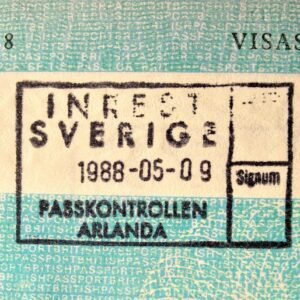 8 VISAS
INREST
SVERIGE
1988-05-09
Signum
PASSKONTROLLEN
ARLANDA